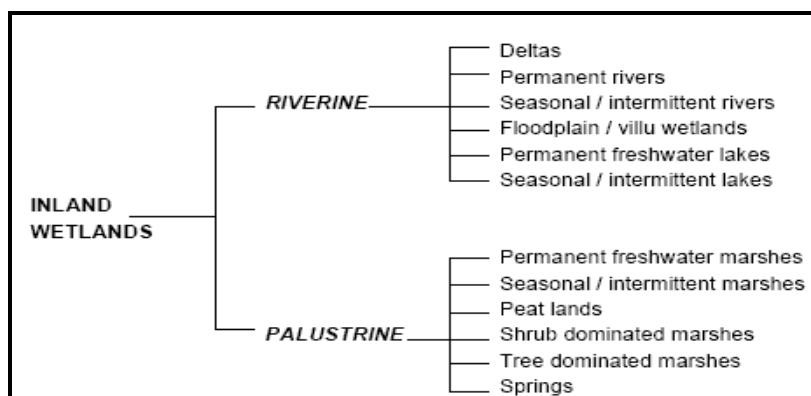 INLAND
WETLANDS
RIVERINE
Deltas
Permanent rivers
Seasonal / intermittent rivers
Floodplain / villu wetlands
Permanent freshwater lakes
Seasonal / intermittent lakes
PALUSTRINE
Permanent freshwater marshes
Seasonal / intermittent marshes
Peat lands
Shrub dominated marshes
Tree dominated marshes
Springs